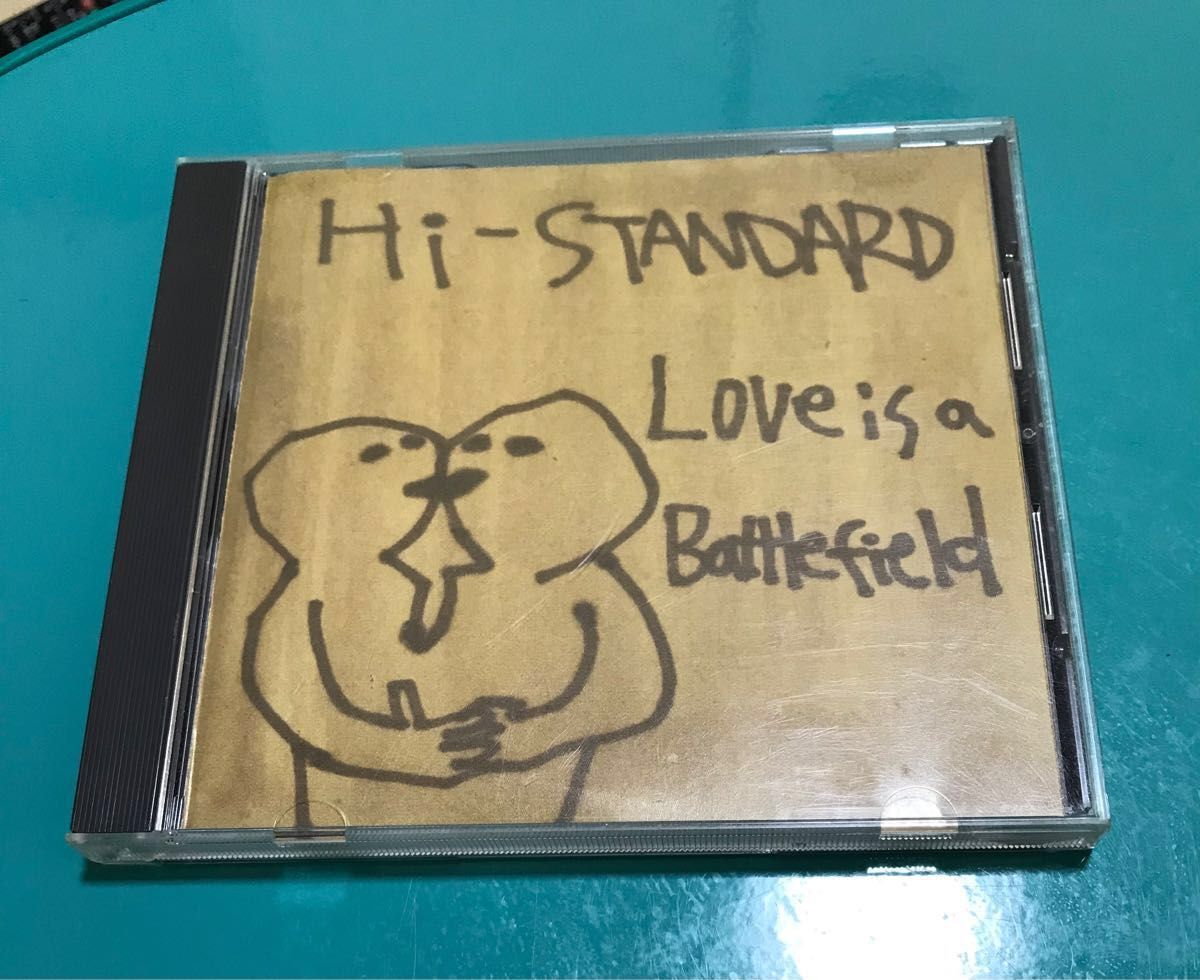 Hi-STANDARD
Love is a
Battlefield